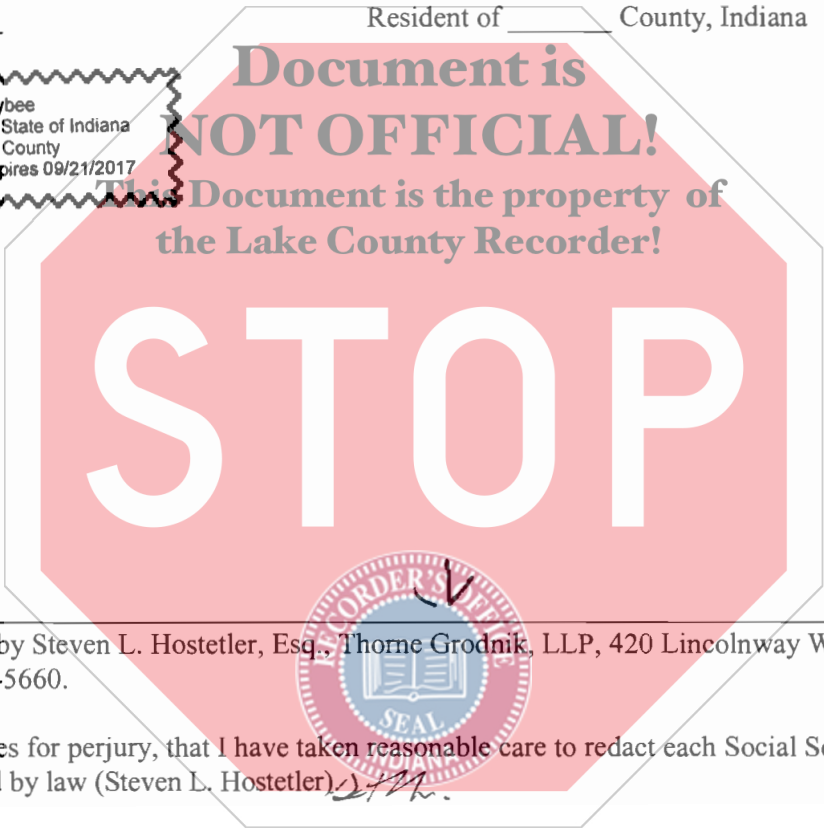 Resident of ________ County, Indiana
Document is
NOT OFFICIAL!
This Document is the property of
the Lake County Recorder!
ybee
State of Indiana
County
pires 09/21/2017
STOP
RECORDER'S OFFICE
SEAL
INDIANA
by Steven L. Hostetler, Esq., Thorne Grodnik, LLP, 420 Lincolnway W
-5660.
es for perjury, that I have taken reasonable care to redact each Social Se
d by law (Steven L. Hostetler)